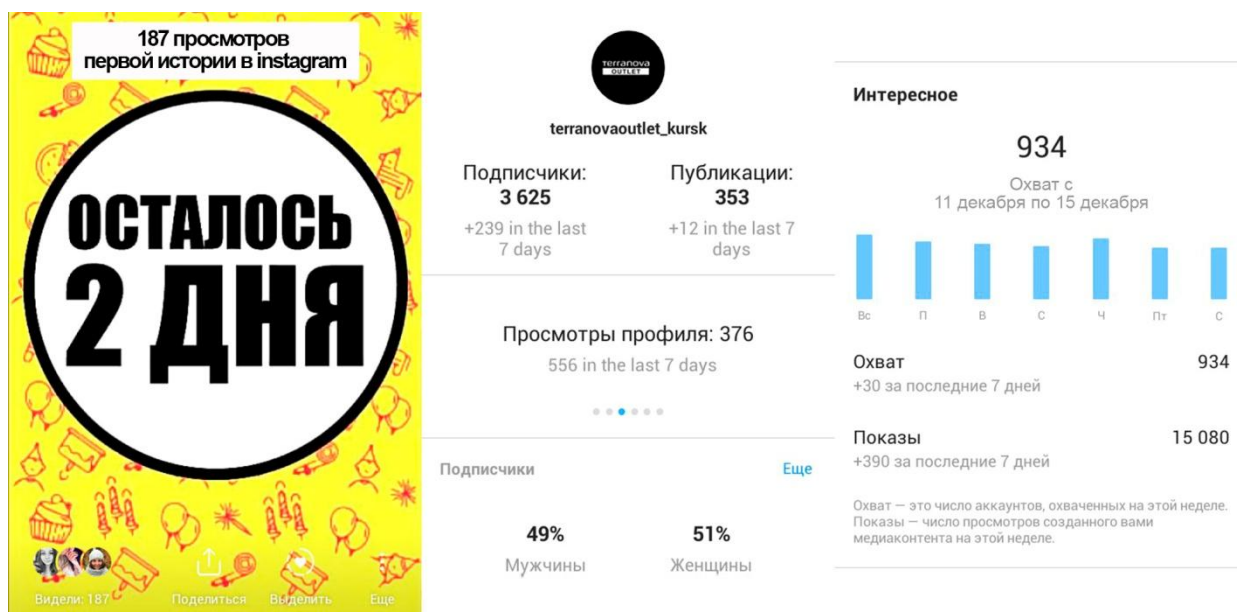 187 просмотров
первой истории в instagram
ОСТАЛОСЬ
2 ДНЯ
Видели: 187
Поделиться
Выделить
Еще
Terranova
OUTLET
terranovaoutlet_kursk
Подписчики:
3 625
+239 in the last
7 days
Публикации:
353
+12 in the last 7
days
Просмотры профиля: 376
556 in the last 7 days
Подписчики
Еще
49%
Мужчины
51%
Женщины
Интересное
934
Охват с
11 декабря по 15 декабря
Вс П В С Ч Пт С
Охват 934
+30 за последние 7 дней
Показы 15 080
+390 за последние 7 дней
Охват — это число аккаунтов, охваченных на этой неделе.
Показы — число просмотров созданного вами
медиаконтента на этой неделе.